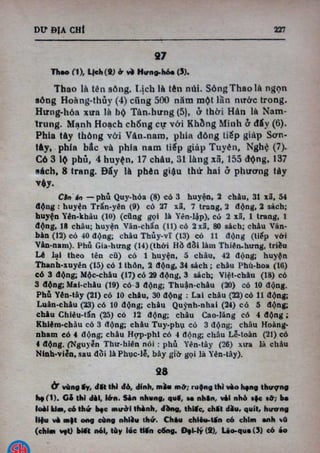 DƯ ĐỊA CHÍ 227
27
Thao (1), Lịch (2) ở về Hưng-hóa (3).
Thao là tên sông. Lịch là tên núi. Sông Thao là ngọn
sông Hoàng-thủy (4) cũng 500 năm một lần nước trong.
Hưng-hóa xưa là bộ Tân-hưng (5), ở thời Hán là Nam-
trung. Mạnh Hoạch chống cự với Khổng Minh ở đấy (6).
Phía tây thông với Vân-nam, phía đông tiếp giáp Sơn-
tây, phía bắc và phía nam tiếp giáp Tuyên, Nghệ (7).
Có 3 lộ phủ, 4 huyện, 17 châu, 31 làng xã, 155 động, 137
sách, 8 trang. Đấy là phên giậu thứ hai ở phương tây
vậy.
Cẩn án — phủ Quy-hóa (8) có 3 huyện, 2 châu, 31 xã, 54
động : huyện Trấn-yên (9) có 27 xã, 7 trang, 2 động, 2 sách;
huyện Yên-khâu (10) (cũng gọi là Yên-lập), có 2 xã, 1 trang, 1
động, 18 châu; huyện Văn-chấn (11) có 2 xã, 80 sách; châu Văn-
bàn (12) có 40 động; châu Thủy-vĩ (13) có 11 động (tiếp với
Vân-nam). Phủ Gia-hưng (14) (thời Hồ đổi làm Thiên-hưng, triều
Lê lại theo tên cũ) có 1 huyện, 5 châu, 42 động; huyện
Thanh-xuyên (15) có 1 thôn, 2 động, 34 sách ; châu Phù-hoa (16)
có 3 động; Mộc-châu (17) có 29 động, 3 sách; Việt-châu (18) có
3 động; Mai-châu (19) có 3 động; Thuận-châu (20) có 10 động.
Phủ Yên-tây (21) có 10 châu, 30 động : Lai châu (22) có 11 động;
Luân-châu (23) có 10 động; châu Quỳnh-nhai (24) có 5 động;
châu Chiêu-tấn (25) có 12 động; châu Cao-lăng có 4 động ;
Khiêm-châu có 3 động; châu Tuy-phụ có 3 động; châu Hoàng-
nham có 4 động; châu Hợp-phì có 4 động; châu Lễ-toàn (21) có
4 động. (Nguyễn Thư-hiên nói : phủ Yên-tây (26) xưa là châu
Ninh-viễn, sau đổi là Phục-lễ, bây giờ gọi là Yên-tây).
28
Ở vùng ấy, đất thì đỏ, dính, mầu mỡ; ruộng thì vào hạng thượng
hạ (1). Gỗ thì dài, lớn. Sản nhung, quế, sa nhân, vải nhỏ sặc sỡ; ba
loài kim, có thứ bạc mười thành, đồng, thiếc, chất dầu, quít, hương
liệu và mật ong cũng nhiều thứ. Châu chiêu-tấn có chim anh vũ
(chim vẹt) biết nói, tùy lúc tiến cống. Đại-lý (2), Lão-qua (3) có áo